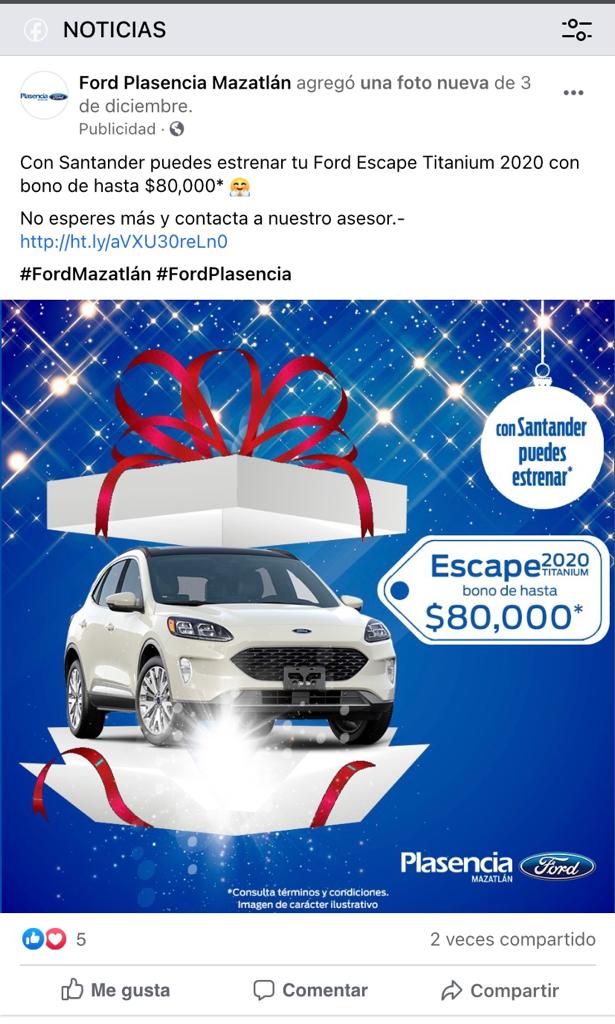 NOTICIAS
Ford Plasencia Mazatlán agregó una foto nueva de 3
de diciembre.
Publicidad ·
Con Santander puedes estrenar tu Ford Escape Titanium 2020 con
bono de hasta $80,000* 🤗
No esperes más y contacta a nuestro asesor.-
http://ht.ly/aVXU30reLn0
#FordMazatlán #FordPlasencia
con Santander
puedes
estrenar*
Escape 2020
TITANIUM
bono de hasta
$80,000*
Plasencia Ford
MAZATLÁN
*Consulta términos y condiciones.
Imagen de carácter ilustrativo
5
2 veces compartido
Me gusta
Comentar
Compartir